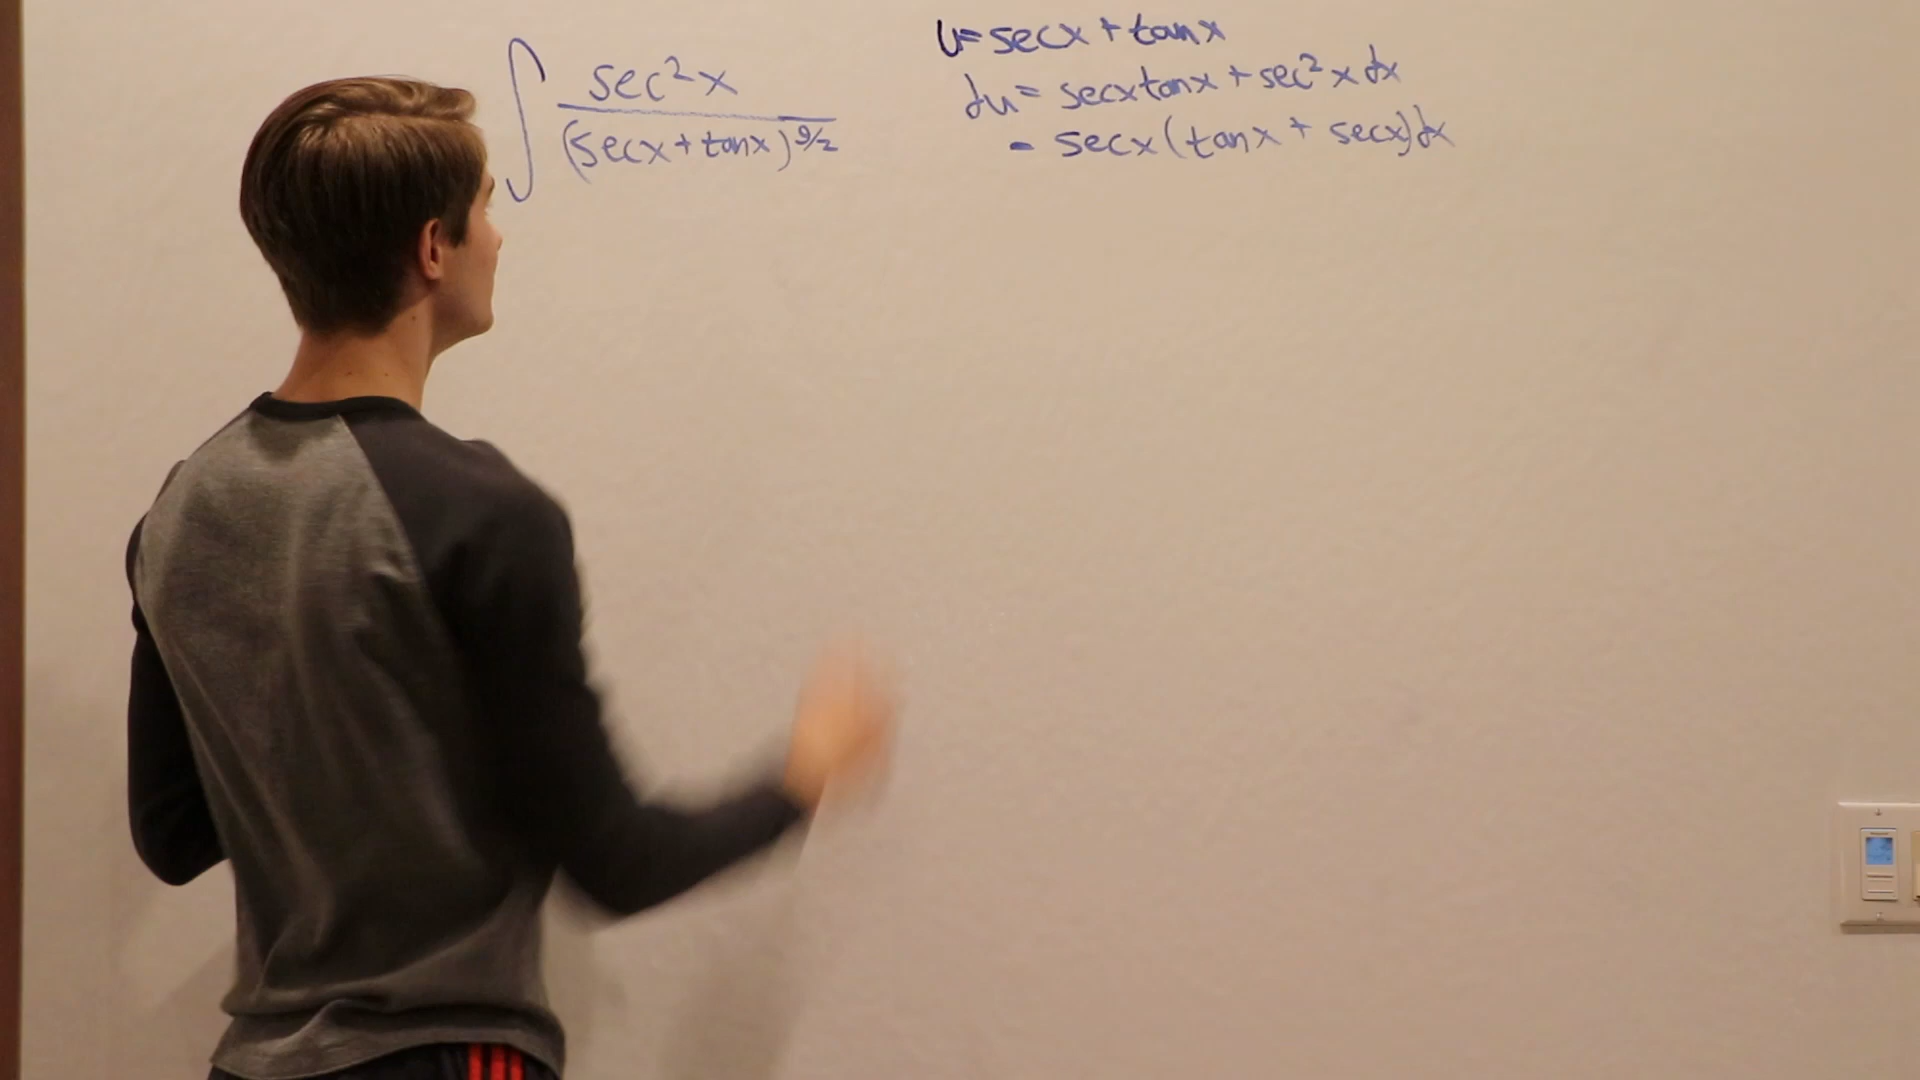 ∫ sec²x / (secx + tanx)^9/2
u = secx + tanx
du = secxtanx + sec²x dx
= secx(tanx + secx)dx